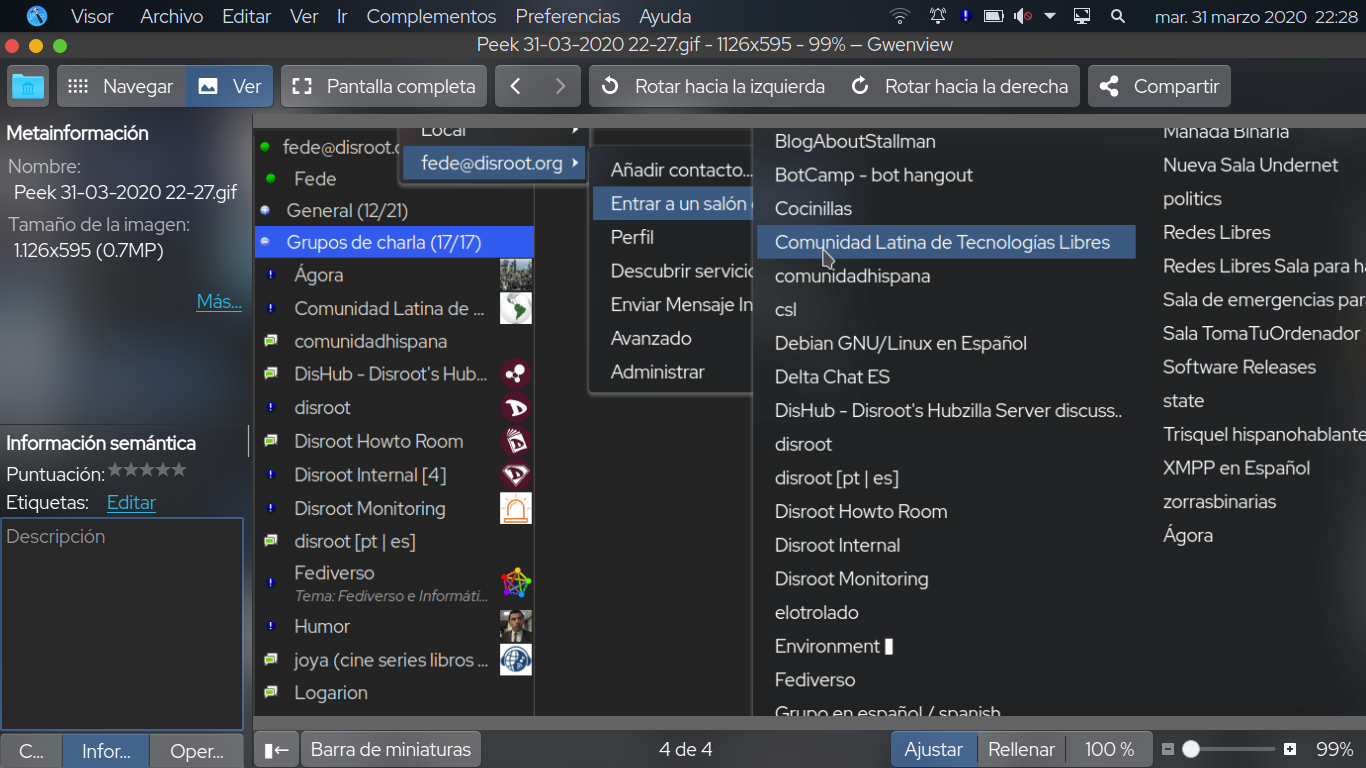 Visor Archivo Editar Ver Ir Complementos Preferencias Ayuda
mar. 31 marzo 2020 22:28
Peek 31-03-2020 22-27.gif - 1126x595 - 99% — Gwenview
Navegar Ver Pantalla completa Rotar hacia la izquierda Rotar hacia la derecha Compartir
Metainformación
Nombre:
Peek 31-03-2020 22-27.gif
Tamaño de la imagen:
1.126x595 (0.7MP)
Más...
Información semántica
Puntuación:
Etiquetas: Editar
Descripción
C... Infor... Oper...
fede@disroot.o
Fede
General (12/21)
Grupos de charla (17/17)
Ágora
Comunidad Latina de ...
comunidadhispana
DisHub - Disroot's Hub...
disroot
Disroot Howto Room
Disroot Internal [4]
Disroot Monitoring
disroot [pt | es]
Fediverso
Tema: Fediverso e Informáti...
Humor
joya (cine series libros ...
Logarion
Local
fede@disroot.org
Añadir contacto...
Entrar a un salón
Perfil
Descubrir servicio
Enviar Mensaje In
Avanzado
Administrar
BlogAboutStallman
BotCamp - bot hangout
Cocinillas
Comunidad Latina de Tecnologías Libres
comunidadhispana
csl
Debian GNU/Linux en Español
Delta Chat ES
DisHub - Disroot's Hubzilla Server discuss..
disroot
disroot [pt | es]
Disroot Howto Room
Disroot Internal
Disroot Monitoring
elotrolado
Environment
Fediverso
Grupo en español / spanish
Manada Binaria
Nueva Sala Undernet
politics
Redes Libres
Redes Libres Sala para ha
Sala de emergencias par
Sala TomaTuOrdenador
Software Releases
state
Trisquel hispanohablante
XMPP en Español
zorrasbinarias
Ágora
Barra de miniaturas
4 de 4
Ajustar Rellenar 100 % 99%